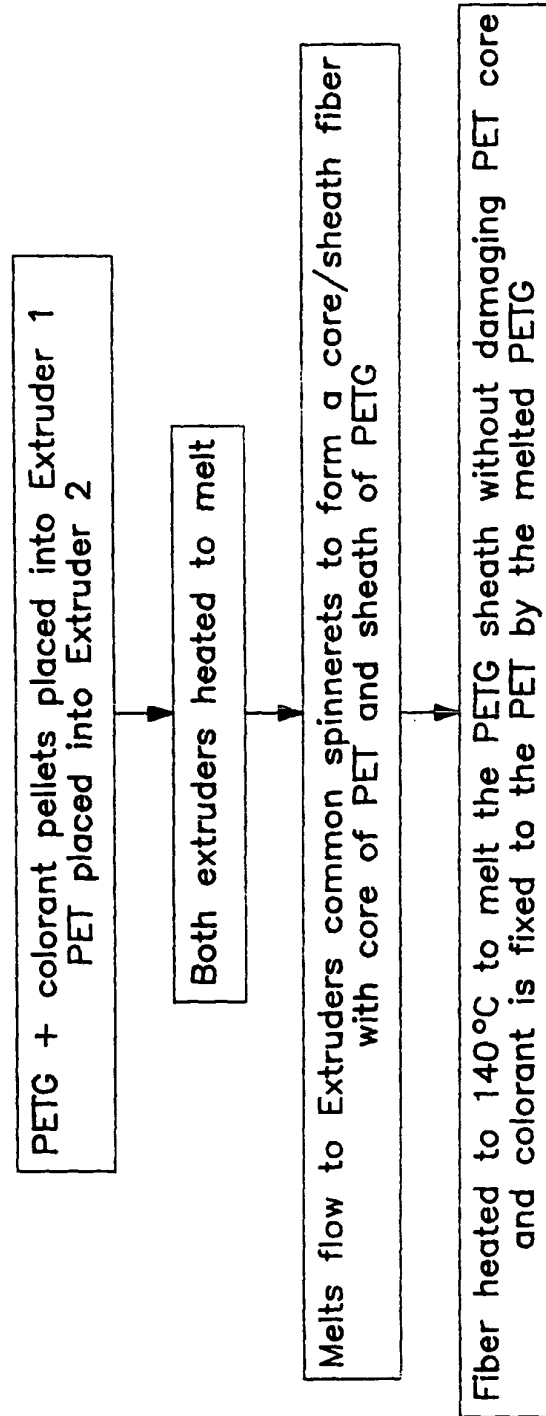 PETG + colorant pellets placed into Extruder 1
PET placed into Extruder 2
Both extruders heated to melt
Melts flow to Extruders common spinnerets to form a core/sheath fiber
with core of PET and sheath of PETG
Fiber heated to 140°C to melt the PETG sheath without damaging PET core
and colorant is fixed to the PET by the melted PETG